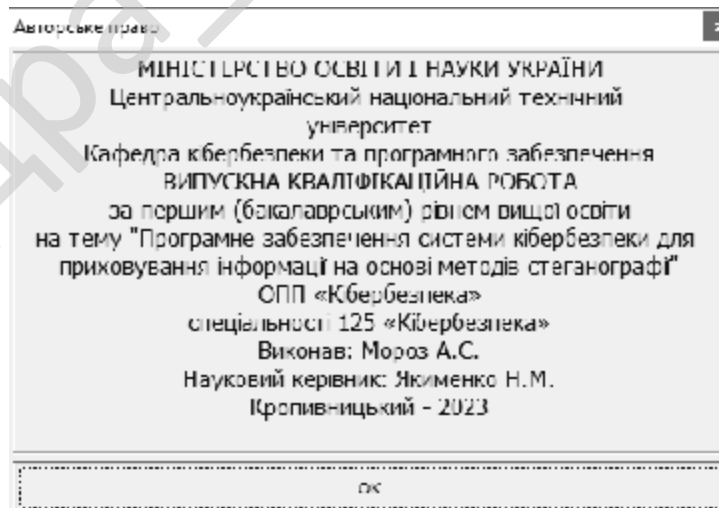 Авторське право
МІНІСТЕРСТВО ОСВІТИ І НАУКИ УКРАЇНИ
Центральноукраїнський національний технічний
університет
Кафедра кібербезпеки та програмного забезпечення
ВИПУСКНА КВАЛІФІКАЦІЙНА РОБОТА
за першим (бакалаврським) рівнем вищої освіти
на тему "Програмне забезпечення системи кібербезпеки для
приховування інформації на основі методів стеганографії"
ОПП «Кібербезпека»
спеціальності 125 «Кібербезпека»
Виконав: Мороз А.С.
Науковий керівник: Якименко Н.М.
Кропивницький - 2023
ОК